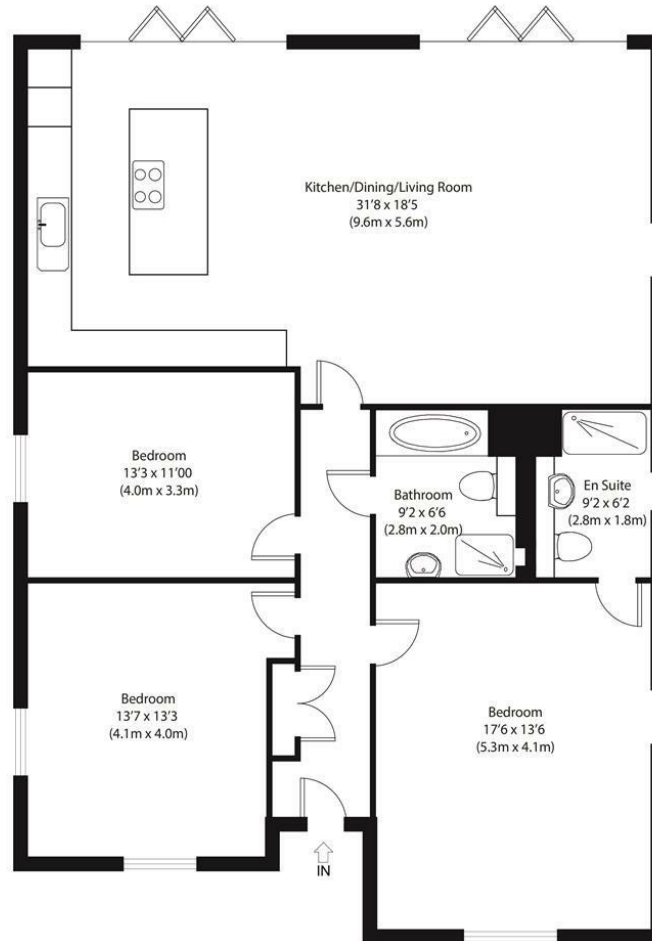 Kitchen/Dining/Living Room
31'8 x 18'5
(9.6m x 5.6m)
Bedroom
13'3 x 11'00
(4.0m x 3.3m)
Bathroom
9'2 x 6'6
(2.8m x 2.0m)
En Suite
9'2 x 6'2
(2.8m x 1.8m)
Bedroom
13'7 x 13'3
(4.1m x 4.0m)
Bedroom
17'6 x 13'6
(5.3m x 4.1m)
IN